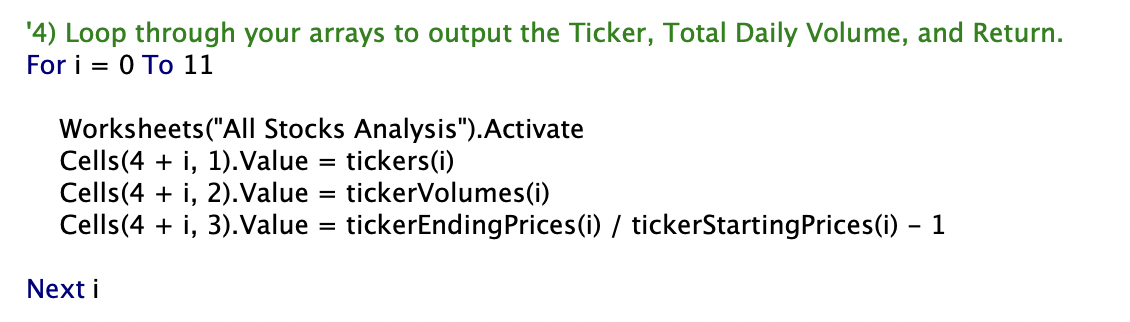 '4) Loop through your arrays to output the Ticker, Total Daily Volume, and Return.
For i = 0 To 11
Worksheets("All Stocks Analysis").Activate
Cells(4 + i, 1).Value = tickers(i)
Cells(4 + i, 2).Value = tickerVolumes(i)
Cells(4 + i, 3).Value = tickerEndingPrices(i) / tickerStartingPrices(i) - 1
Next i